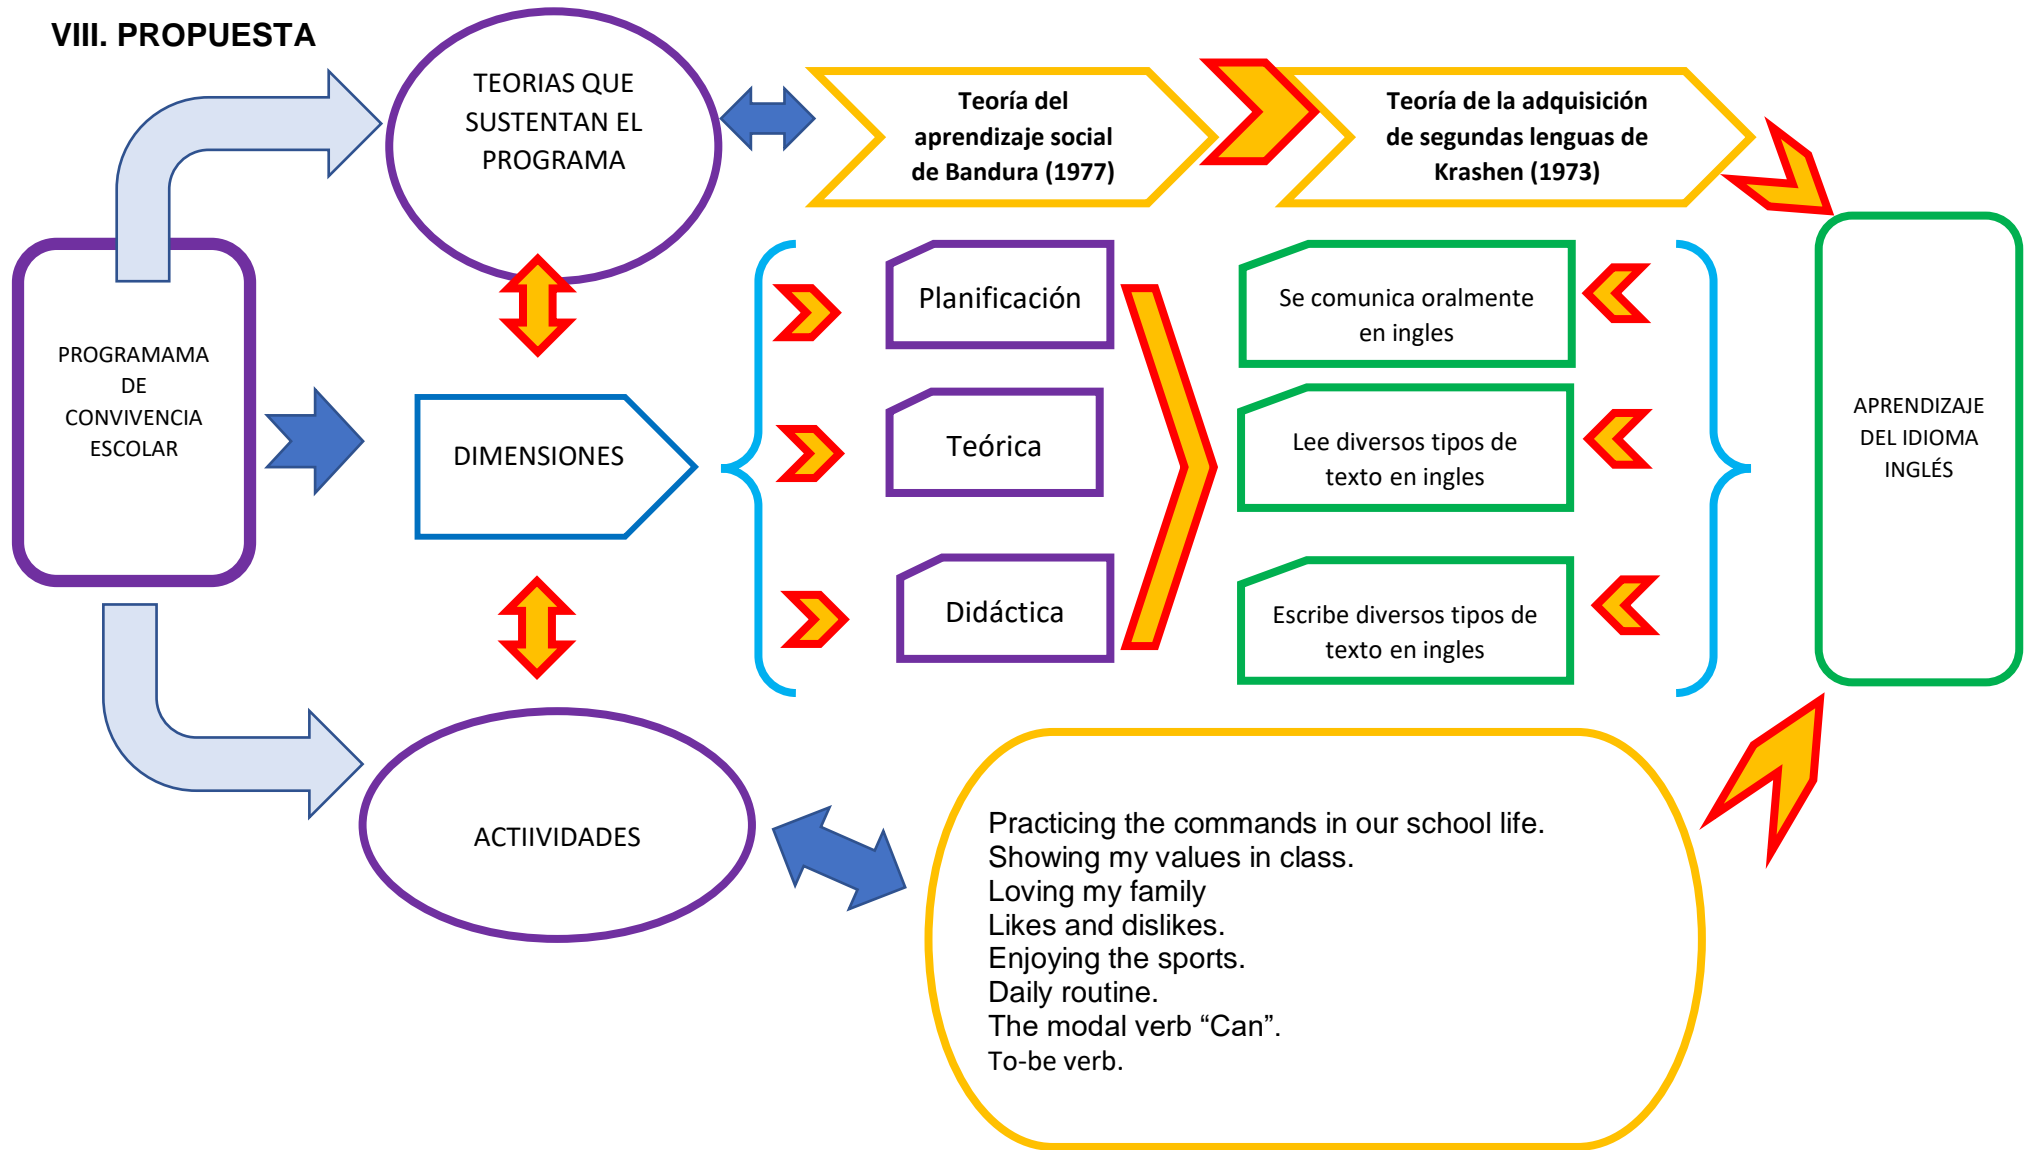 VIII. PROPUESTA
TEORIAS QUE
SUSTENTAN EL
PROGRAMA
Teoría del
aprendizaje social
de Bandura (1977)
Teoría de la adquisición
de segundas lenguas de
Krashen (1973)
PROGRAMAMA
DE
CONVIVENCIA
ESCOLAR
DIMENSIONES
Planificación
Teórica
Didáctica
Se comunica oralmente
en ingles
Lee diversos tipos de
texto en ingles
Escribe diversos tipos de
texto en ingles
APRENDIZAJE
DEL IDIOMA
INGLÉS
ACTIIVIDADES
Practicing the commands in our school life.
Showing my values in class.
Loving my family
Likes and dislikes.
Enjoying the sports.
Daily routine.
The modal verb “Can”.
To-be verb.